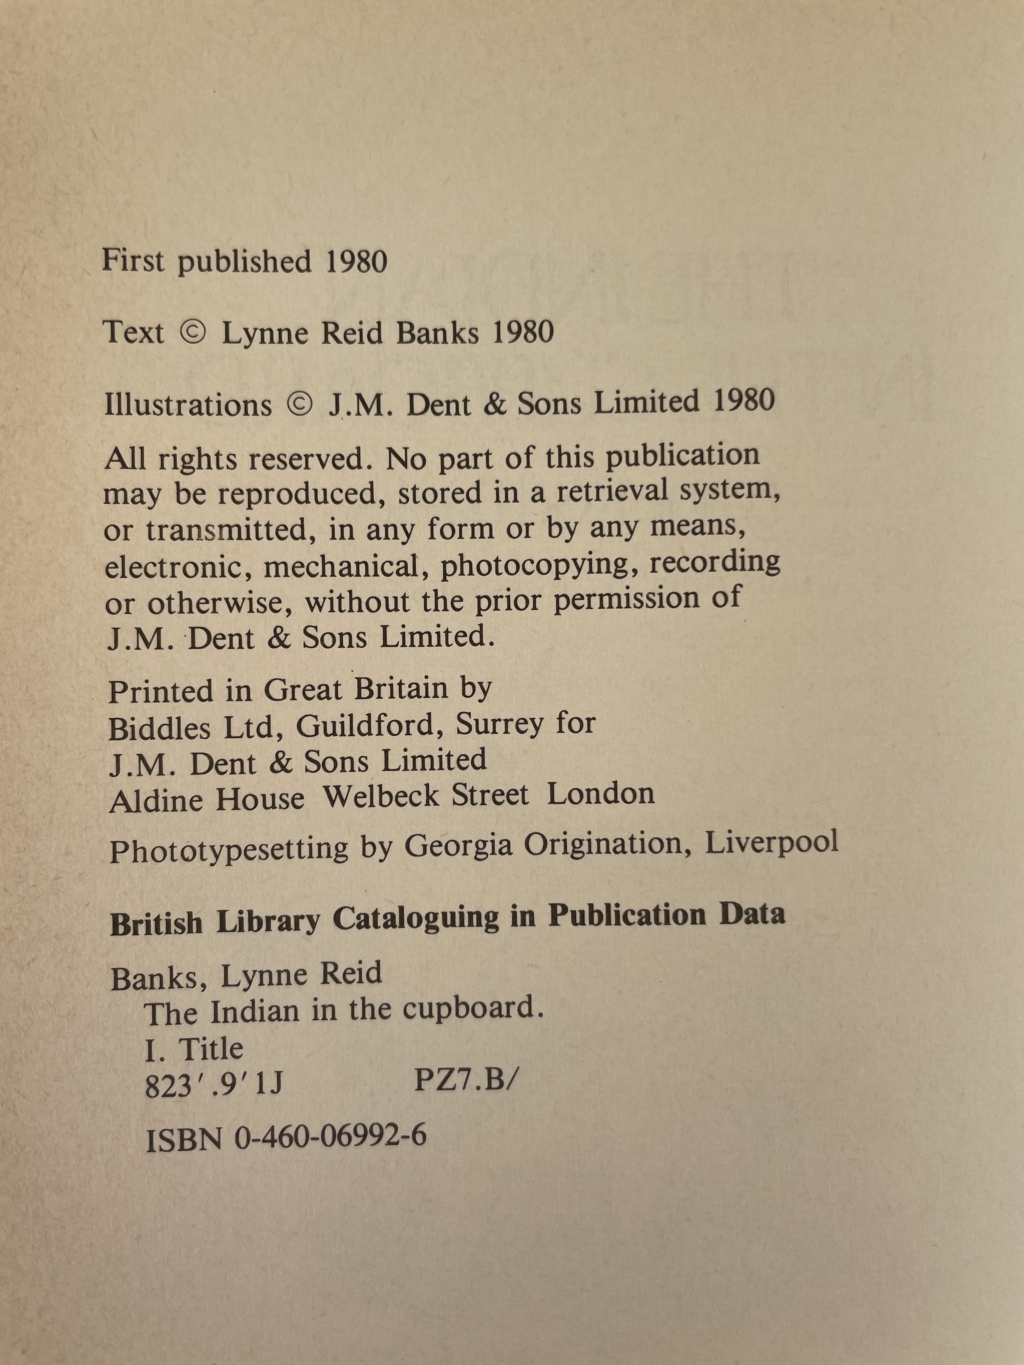 First published 1980
Text © Lynne Reid Banks 1980
Illustrations © J.M. Dent & Sons Limited 1980
All rights reserved. No part of this publication
may be reproduced, stored in a retrieval system,
or transmitted, in any form or by any means,
electronic, mechanical, photocopying, recording
or otherwise, without the prior permission of
J.M. Dent & Sons Limited.
Printed in Great Britain by
Biddles Ltd, Guildford, Surrey for
J.M. Dent & Sons Limited
Aldine House Welbeck Street London
Phototypesetting by Georgia Origination, Liverpool
British Library Cataloguing in Publication Data
Banks, Lynne Reid
The Indian in the cupboard.
I. Title
823′.9′1J PZ7.B/
ISBN 0-460-06992-6